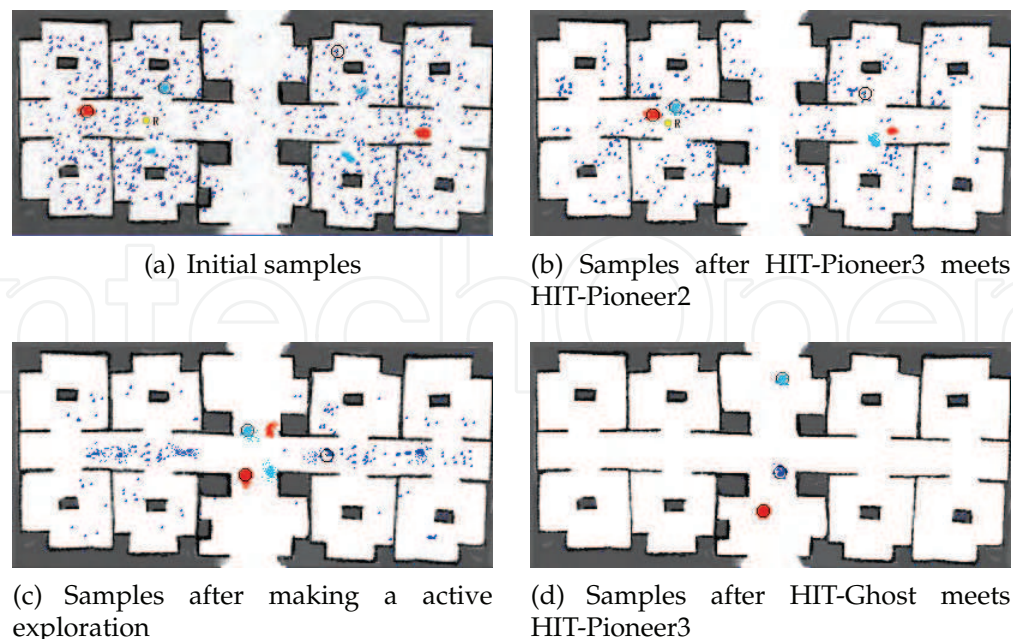 R
R
(a) Initial samples
(b) Samples after HIT-Pioneer3 meets
HIT-Pioneer2
IntechOpen
(c) Samples after making a active
exploration
(d) Samples after HIT-Ghost meets
HIT-Pioneer3